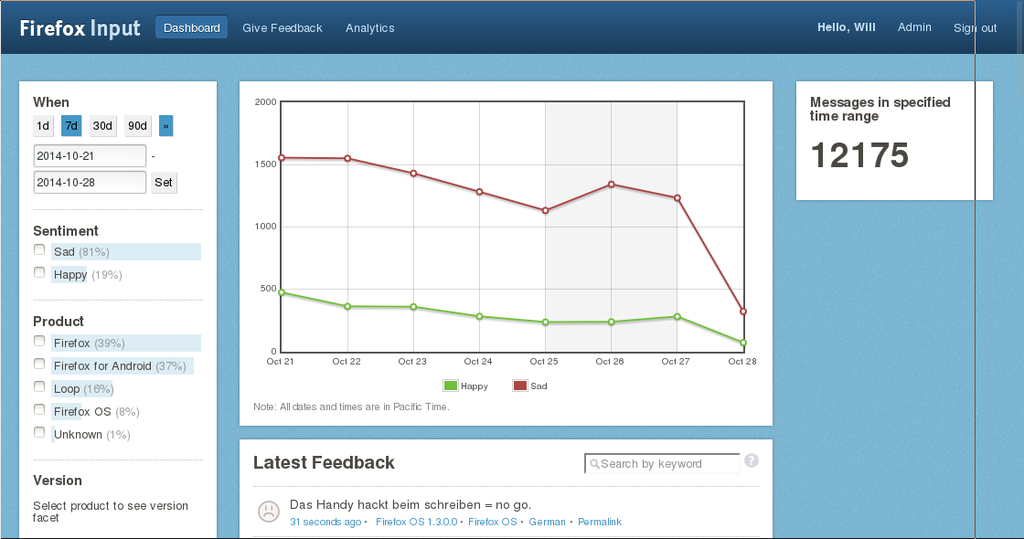 Firefox Input
Dashboard
Give Feedback
Analytics
Hello, Will
Admin
Sign out
When
1d
7d
30d
90d
»
2014-10-21
-
2014-10-28
Set
Sentiment
Sad (81%)
Happy (19%)
Product
Firefox (39%)
Firefox for Android (37%)
Loop (16%)
Firefox OS (8%)
Unknown (1%)
Version
Select product to see version
facet
2000
1500
1000
500
0
Oct 21
Oct 22
Oct 23
Oct 24
Oct 25
Oct 26
Oct 27
Oct 28
Happy
Sad
Note: All dates and times are in Pacific Time.
Latest Feedback
Search by keyword
?
Das Handy hackt beim schreiben = no go.
31 seconds ago • Firefox OS 1.3.0.0 • Firefox OS • German • Permalink
Messages in specified
time range
12175